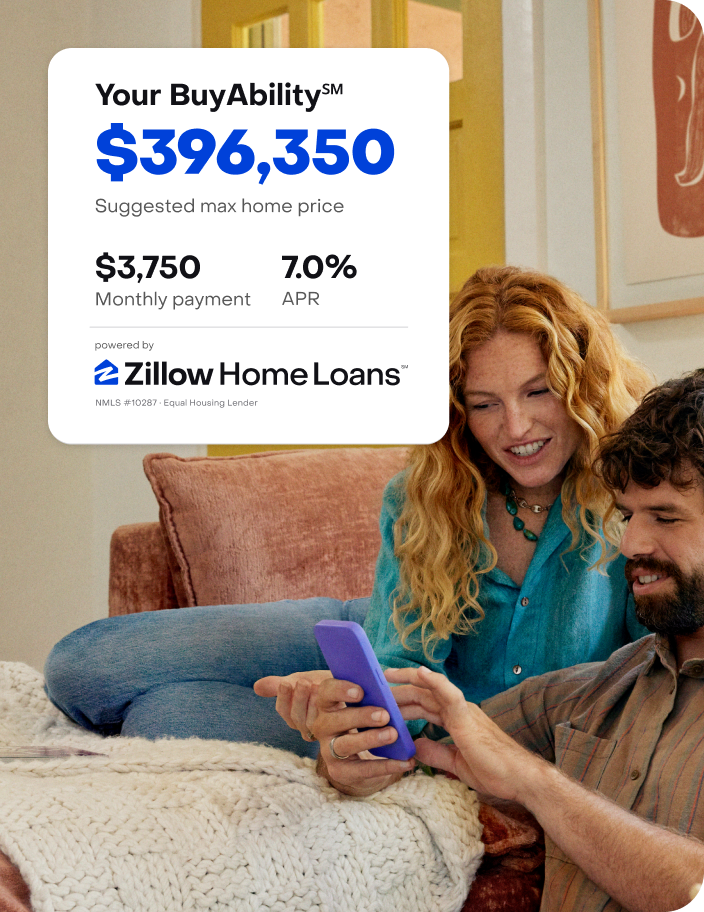 Your BuyAbility℠
$396,350
Suggested max home price
$3,750 7.0%
Monthly payment APR
powered by
Zillow Home Loans℠
NMLS #10287 · Equal Housing Lender